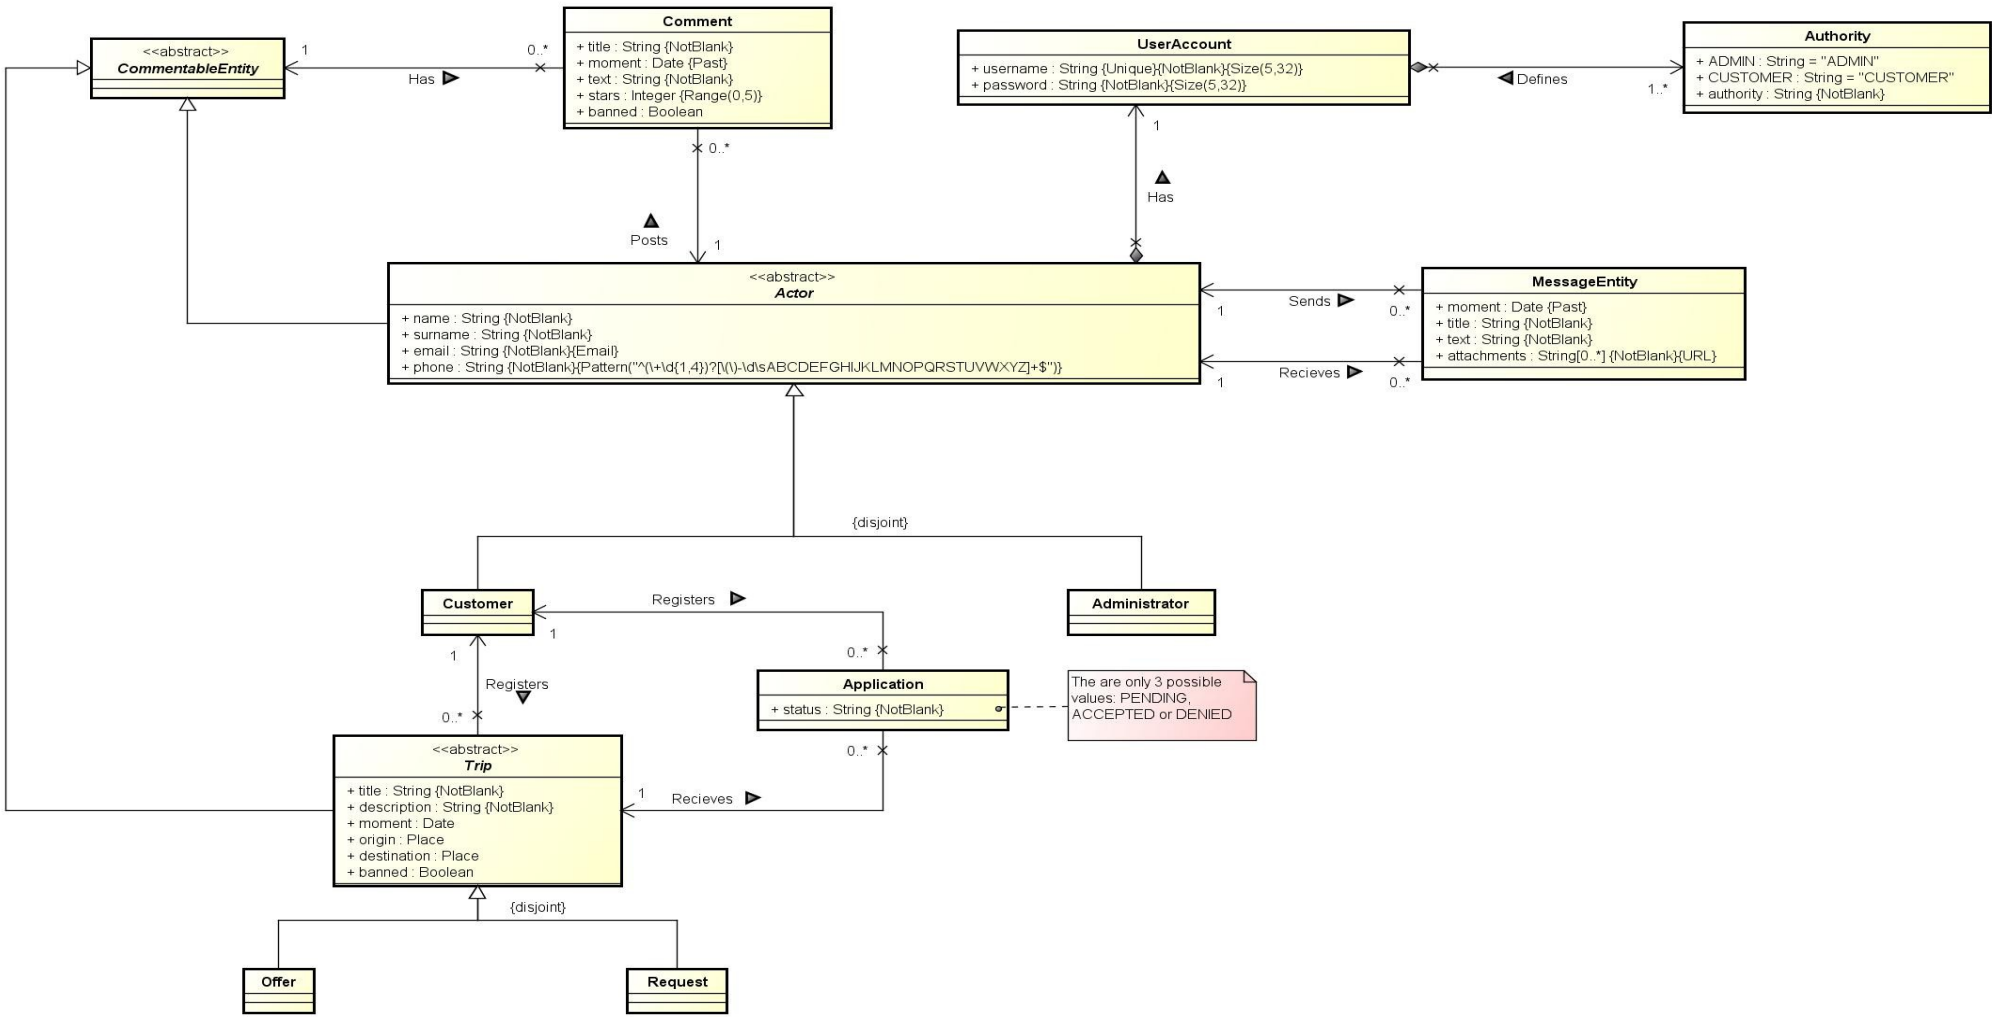 Comment
+ title : String {NotBlank}
+ moment : Date {Past}
+ text : String {NotBlank}
+ stars : Integer {Range(0,5)}
+ banned : Boolean
<<abstract>>
CommentableEntity
1
0..*
Has
UserAccount
+ username : String {Unique}{NotBlank}{Size(5,32)}
+ password : String {NotBlank}{Size(5,32)}
Authority
+ ADMIN : String = "ADMIN"
+ CUSTOMER : String = "CUSTOMER"
+ authority : String {NotBlank}
Defines
1..*
0..*
Posts
1
1
Has
<<abstract>>
Actor
+ name : String {NotBlank}
+ surname : String {NotBlank}
+ email : String {NotBlank}{Email}
+ phone : String {NotBlank}{Pattern("^(\+\d{1,4})?[\(\)-\d\sABCDEFGHIJKLMNOPQRSTUVWXYZ]+$")}
Sends
1
0..*
Recieves
1
0..*
MessageEntity
+ moment : Date {Past}
+ title : String {NotBlank}
+ text : String {NotBlank}
+ attachments : String[0..*] {NotBlank}{URL}
{disjoint}
Customer
Administrator
Registers
1
0..*
1
Registers
0..*
Application
+ status : String {NotBlank}
The are only 3 possible
values: PENDING,
ACCEPTED or DENIED
0..*
1
Recieves
<<abstract>>
Trip
+ title : String {NotBlank}
+ description : String {NotBlank}
+ moment : Date
+ origin : Place
+ destination : Place
+ banned : Boolean
{disjoint}
Offer
Request